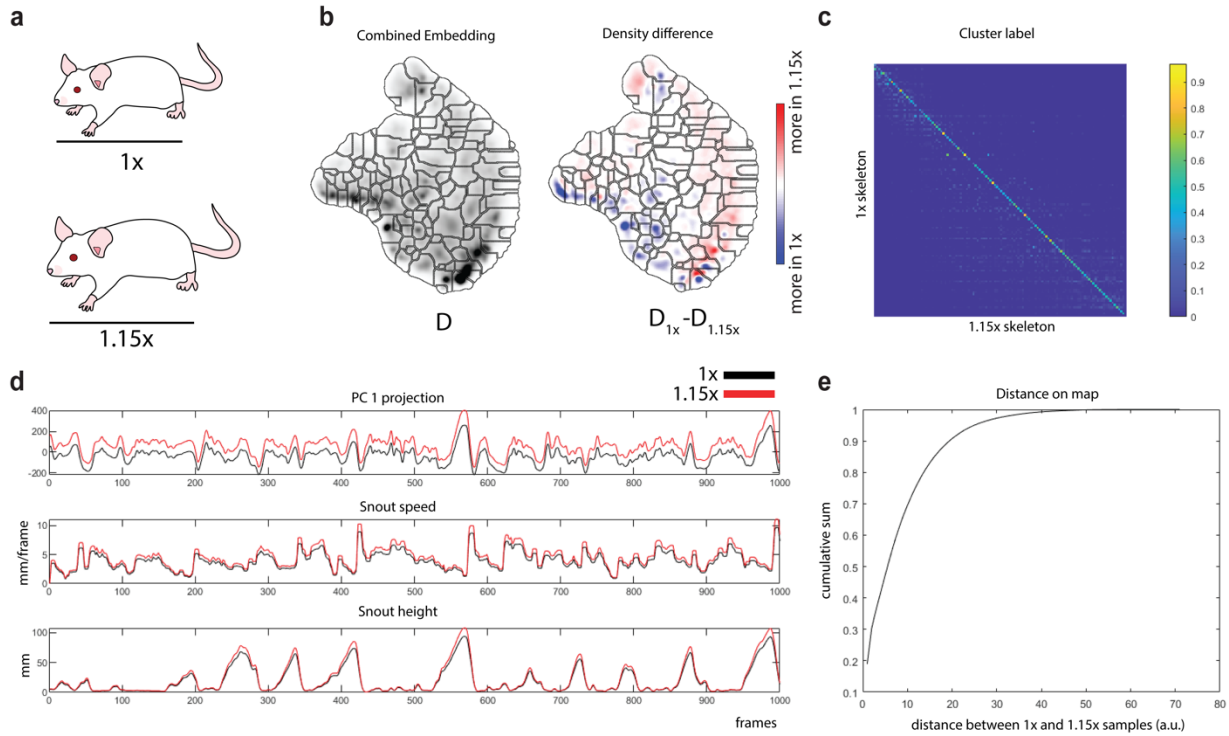 a
1x
1.15x
b
Combined Embedding
D
Density difference
D1x -D1.15x
more in 1.15x
more in 1x
c
Cluster label
1x skeleton
1.15x skeleton
0.9
0.8
0.7
0.6
0.5
0.4
0.3
0.2
0.1
0
d
1x
1.15x
PC 1 projection
400
200
0
-200
0 100 200 300 400 500 600 700 800 900 1000
Snout speed
mm/frame
10
5
0
0 100 200 300 400 500 600 700 800 900 1000
Snout height
mm
100
50
0
0 100 200 300 400 500 600 700 800 900 1000
frames
e
Distance on map
cumulative sum
1
0.9
0.8
0.7
0.6
0.5
0.4
0.3
0.2
0.1
0 10 20 30 40 50 60 70 80
distance between 1x and 1.15x samples (a.u.)